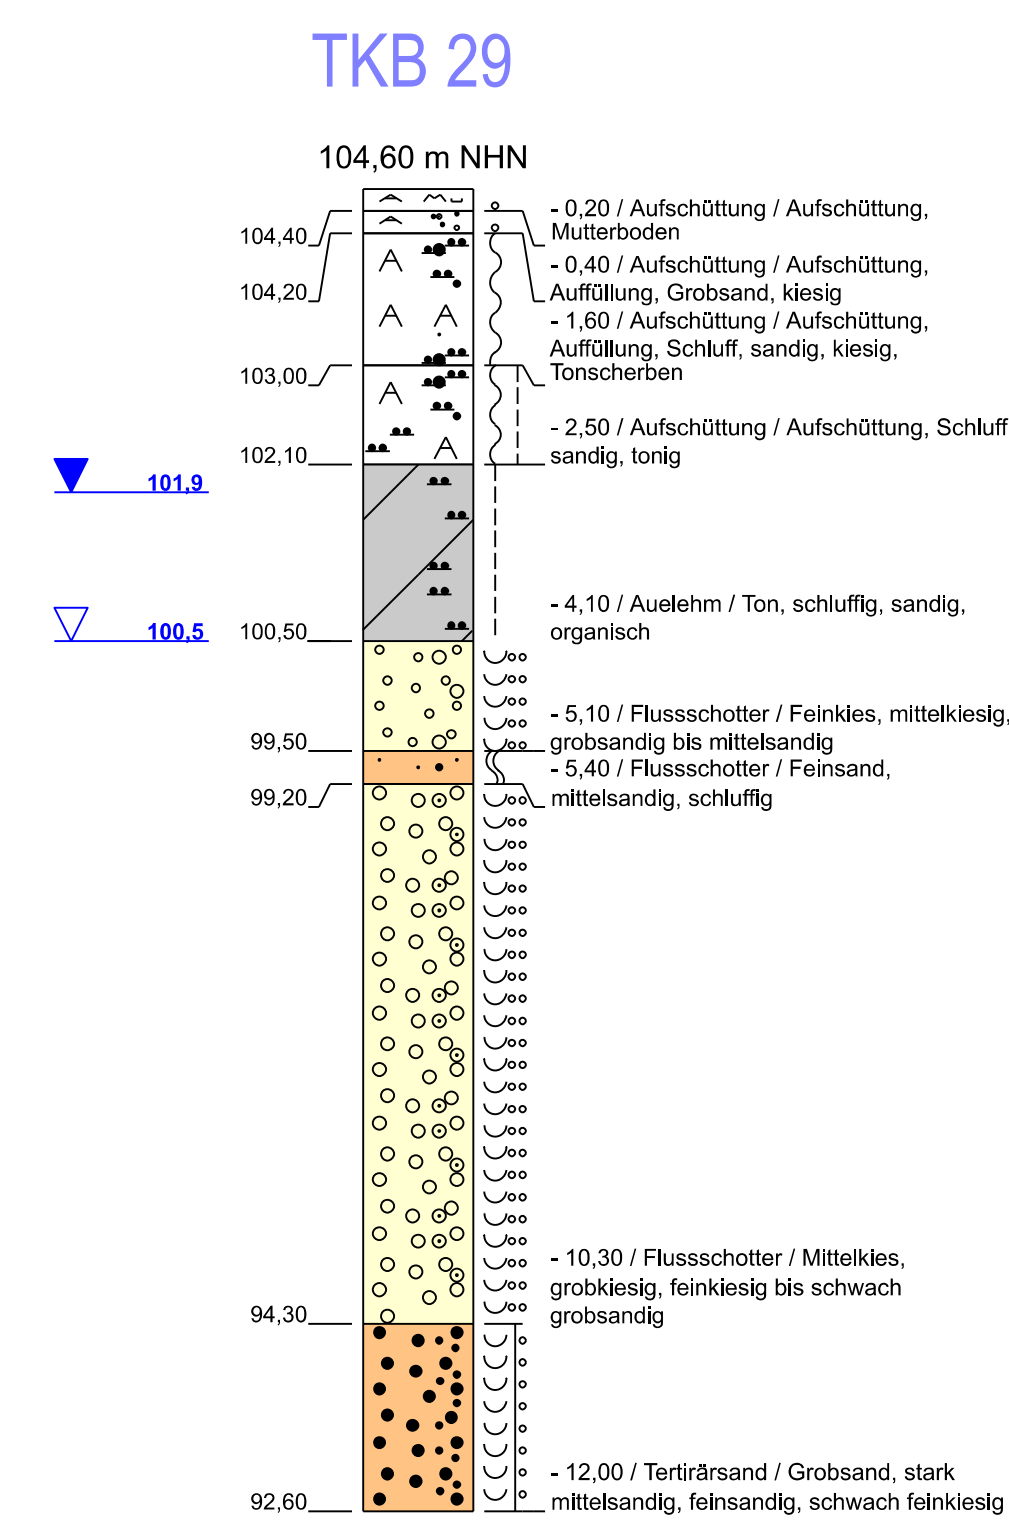 TKB 29
104,60 m NHN
- 0,20 / Aufschüttung / Aufschüttung,
Mutterboden
104,40
- 0,40 / Aufschüttung / Aufschüttung,
Auffüllung, Grobsand, kiesig
104,20
- 1,60 / Aufschüttung / Aufschüttung,
Auffüllung, Schluff, sandig, kiesig,
Tonscherben
103,00
- 2,50 / Aufschüttung / Aufschüttung, Schluff
sandig, tonig
102,10
101,9
- 4,10 / Auelehm / Ton, schluffig, sandig,
organisch
100,5
100,50
- 5,10 / Flussschotter / Feinkies, mittelkiesig,
grobsandig bis mittelsandig
99,50
- 5,40 / Flussschotter / Feinsand,
mittelsandig, schluffig
99,20
- 10,30 / Flussschotter / Mittelkies,
grobkiesig, feinkiesig bis schwach
grobsandig
94,30
- 12,00 / Tertirärsand / Grobsand, stark
mittelsandig, feinsandig, schwach feinkiesig
92,60